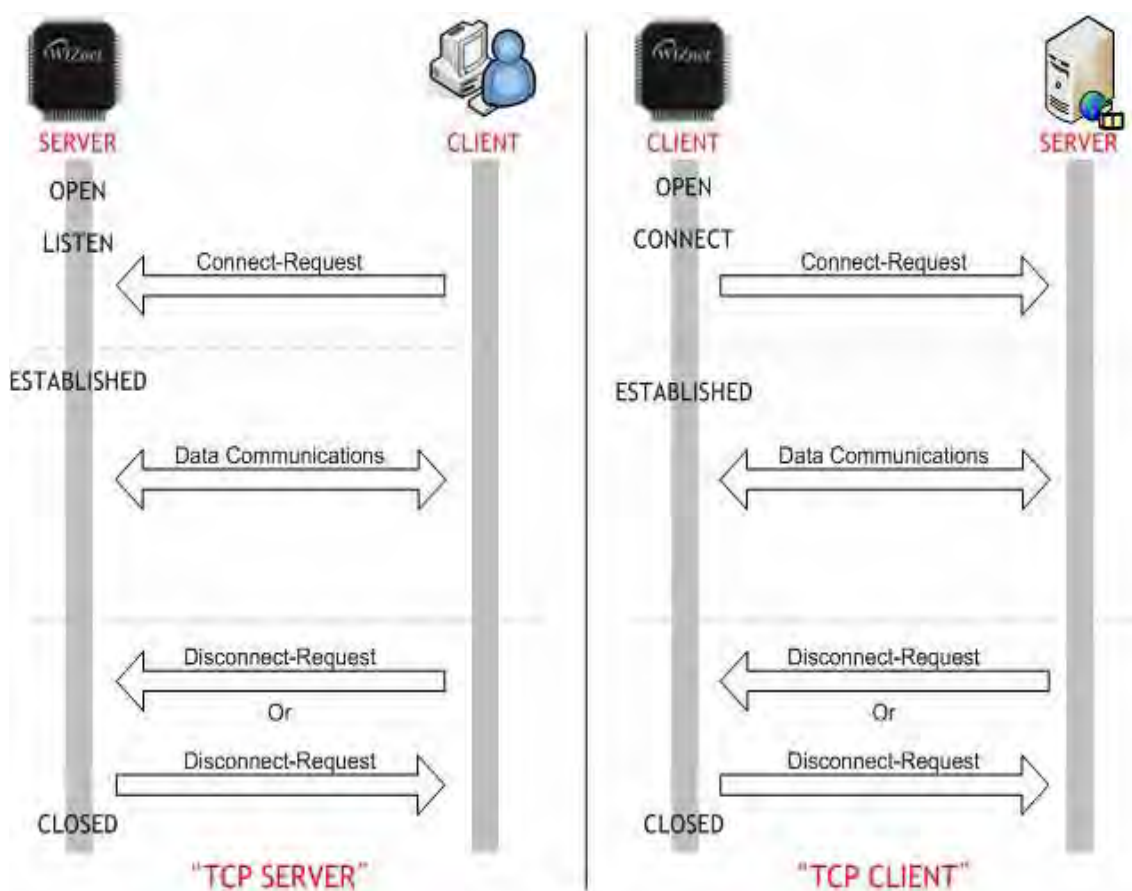 WIZnet
SERVER
CLIENT
OPEN
LISTEN
Connect-Request
ESTABLISHED
Data Communications
Disconnect-Request
Or
Disconnect-Request
CLOSED
"TCP SERVER"
WIZnet
CLIENT
SERVER
OPEN
CONNECT
Connect-Request
ESTABLISHED
Data Communications
Disconnect-Request
Or
Disconnect-Request
CLOSED
"TCP CLIENT"